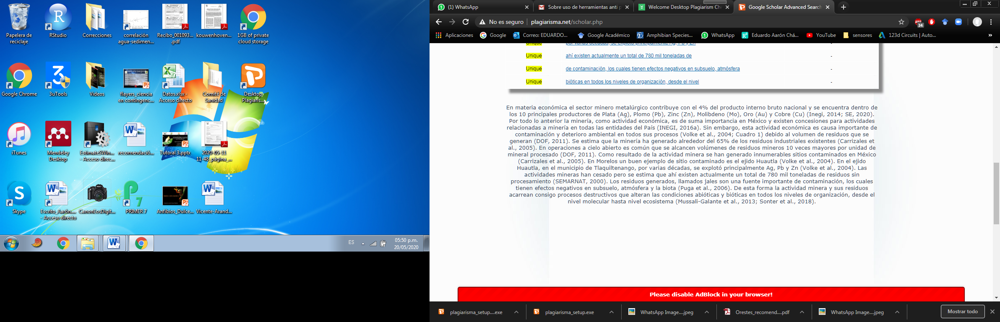 Papelera de
reciclaje
RStudio
Correcciones
correlación
agua-sedimen...
Recibo_001093...
.pdf
kouwenhoven...
1GB of private
cloud storage
Google Chrome
3uTools
Videos
flayers_ciencia
en contingenc...
Datos.xlsx -
Acceso directo
Comité de
Sanidad
Desktop
Plagiaris...
iTunes
Mendeley
Desktop
EstimateSWin...
- Acceso direc...
recomendació...
Tutoral 3.pptx
2020-05-11
11-48_pagina_...
Skype
Escrito_Aarón....
- Acceso directo
CanonEosDigit...
PRIMER 7
Anfibios_Dulce...
Vicente-Arand...
ES
05:50 p.m.
20/05/2020
(1) WhatsApp
Sobre uso de herramientas anti p
Welcome Desktop Plagiarism Che
Google Scholar Advanced Search
No es seguro | plagiarisma.net/scholar.php
34
Aplicaciones
Google
Correo: EDUARDO...
Google Académico
Amphibian Species...
WhatsApp
Eduardo Aarón Chá...
YouTube
sensores
123d Circuits | Auto...
»
Unique por varias décadas, se explotó principalmente Ag, Pb y Zn -
Unique ahí existen actualmente un total de 780 mil toneladas de -
Unique de contaminación, los cuales tienen efectos negativos en subsuelo, atmósfera -
Unique bióticas en todos los niveles de organización, desde el nivel -
En materia económica el sector minero metalúrgico contribuye con el 4% del producto interno bruto nacional y se encuentra dentro de
los 10 principales productores de Plata (Ag), Plomo (Pb), Zinc (Zn), Molibdeno (Mo), Oro (Au) y Cobre (Cu) (Inegi, 2014; SE, 2020).
Por todo lo anterior la minería, como actividad económica, es de suma importancia en México y existen concesiones para actividades
relacionadas a minería en todas las entidades del País (INEGI, 2016a). Sin embargo, esta actividad económica es causa importante de
contaminación y deterioro ambiental en todos sus procesos (Volke et al., 2004; Cuadro 1) debido al volumen de residuos que se
generan (DOF, 2011). Se estima que la minería ha generado alrededor del 65% de los residuos industriales existentes (Carrizales et
al., 2005). En operaciones a cielo abierto es común que se alcancen volúmenes de residuos mineros 10 veces mayores por unidad de
mineral procesado (DOF, 2011). Como resultado de la actividad minera se han generado innumerables sitios contaminados en México
(Carrizales et al., 2005). En Morelos un buen ejemplo de sitio contaminado es el ejido Huautla (Volke et al., 2004). En el ejido
Huautla, en el municipio de Tlaquiltenango, por varias décadas, se explotó principalmente Ag, Pb y Zn (Volke et al., 2004). Las
actividades mineras han cesado pero se estima que ahí existen actualmente un total de 780 mil toneladas de residuos sin
procesamiento (SEMARNAT, 2000). Los residuos generados, llamados jales son una fuente importante de contaminación, los cuales
tienen efectos negativos en subsuelo, atmósfera y la biota (Puga et al., 2006). De esta forma la actividad minera y sus residuos
acarrean consigo procesos destructivos que alteran las condiciones abióticas y bióticas en todos los niveles de organización, desde el
nivel molecular hasta nivel ecosistema (Mussali-Galante et al., 2013; Sonter et al., 2018).
Please disable AdBlock in your browser!
plagiarisma_setup....exe
plagiarisma_setup.exe
WhatsApp Image....jpeg
Orestes_recomend....pdf
WhatsApp Image....jpeg
Mostrar todo